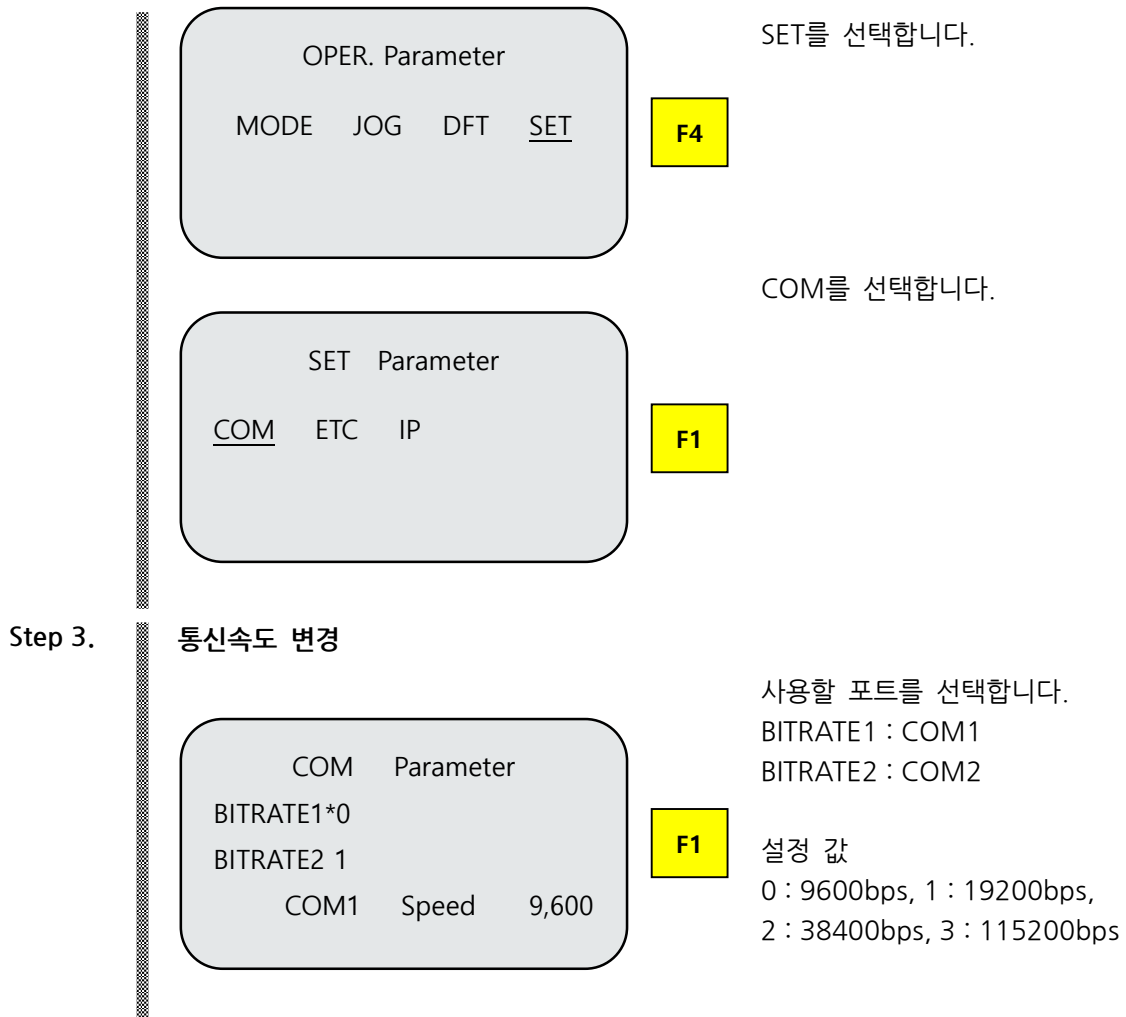 OPER. Parameter
MODE JOG DFT SET
F4
SET를 선택합니다.
SET Parameter
COM ETC IP
F1
COM를 선택합니다.
Step 3.
통신속도 변경
COM Parameter
BITRATE1*0
BITRATE2 1
COM1 Speed 9,600
F1
사용할 포트를 선택합니다.
BITRATE1 : COM1
BITRATE2 : COM2
설정 값
0 : 9600bps, 1 : 19200bps,
2 : 38400bps, 3 : 115200bps